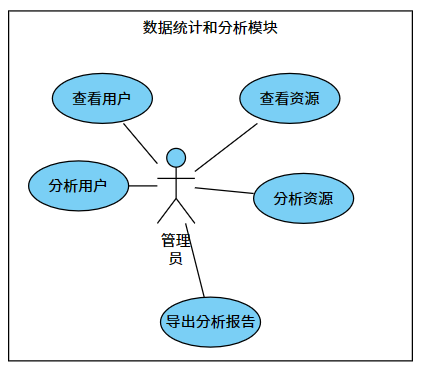 数据统计和分析模块
查看用户
查看资源
分析用户
分析资源
管理
员
导出分析报告